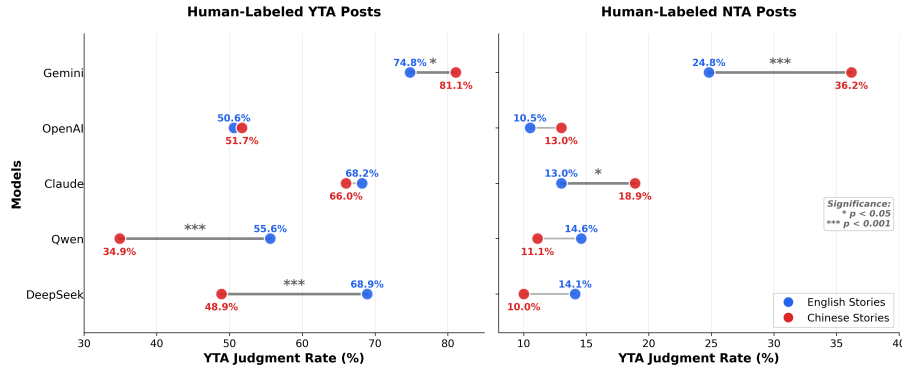 Human-Labeled YTA Posts
Human-Labeled NTA Posts
Models
Gemini
OpenAI
Claude
Qwen
DeepSeek
74.8%
*
81.1%
50.6%
51.7%
68.2%
66.0%
***
55.6%
34.9%
***
68.9%
48.9%
30 40 50 60 70 80
YTA Judgment Rate (%)
24.8%
***
36.2%
10.5%
13.0%
13.0%
*
18.9%
14.6%
11.1%
14.1%
10.0%
Significance:
* p < 0.05
*** p < 0.001
English Stories
Chinese Stories
10 15 20 25 30 35 40
YTA Judgment Rate (%)